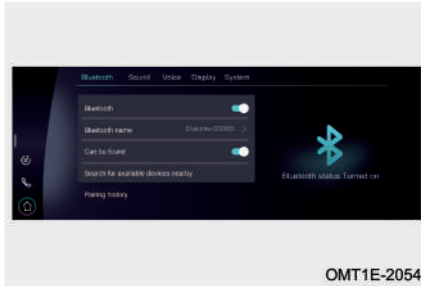 Bluetooth Sound Voice Display System
Bluetooth
Bluetooth name
Can be found
Search for available devices nearby
Pairing history
Bluetooth status Turned on
OMT1E-2054